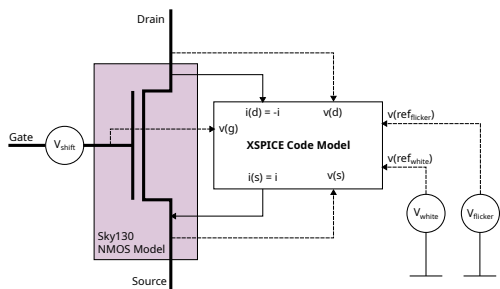 Drain
i(d) = -i
v(d)
v(ref_flicker)
Gate
V_shift
v(g)
XSPICE Code Model
v(ref_white)
i(s) = i
v(s)
V_white
V_flicker
Sky130
NMOS Model
Source